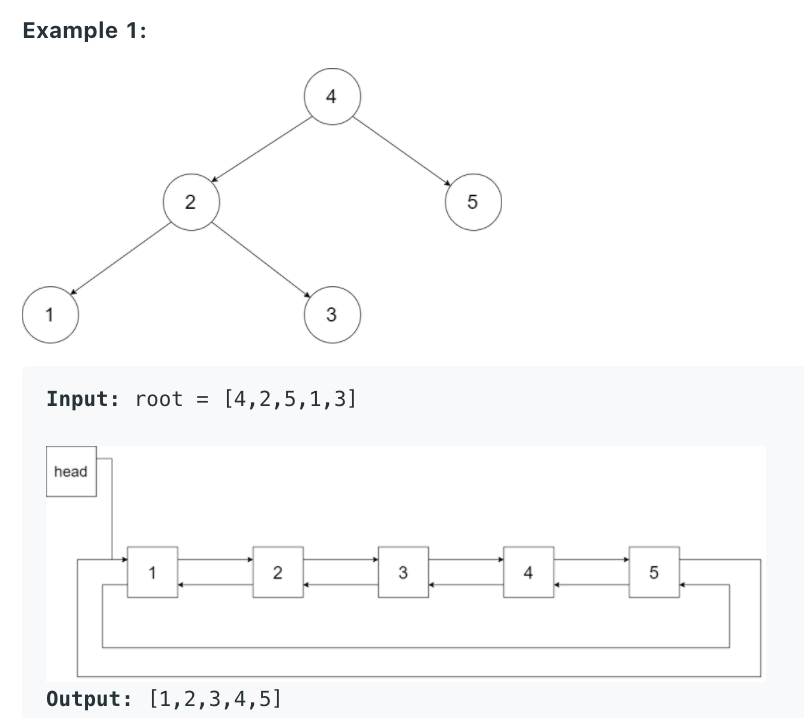 Example 1:
4
2
5
1
3
Input: root = [4,2,5,1,3]
head
1 2 3 4 5
Output: [1,2,3,4,5]